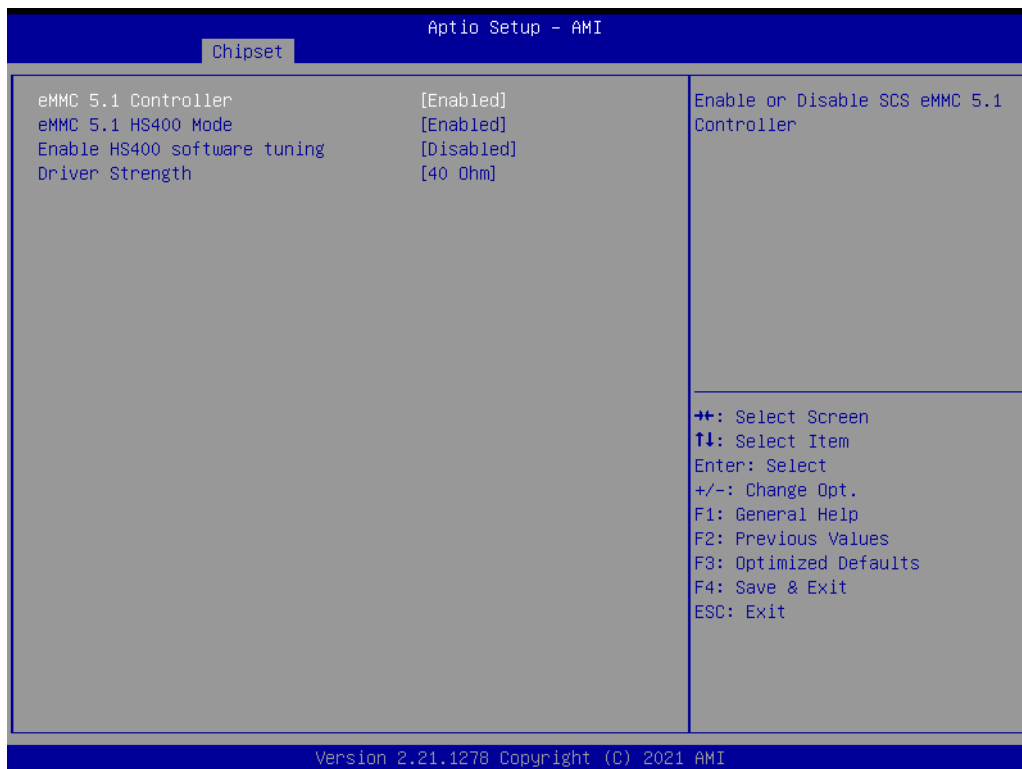 Aptio Setup – AMI
Chipset
eMMC 5.1 Controller [Enabled]
eMMC 5.1 HS400 Mode [Enabled]
Enable HS400 software tuning [Disabled]
Driver Strength [40 Ohm]
Enable or Disable SCS eMMC 5.1
Controller
→←: Select Screen
↑↓: Select Item
Enter: Select
+/-: Change Opt.
F1: General Help
F2: Previous Values
F3: Optimized Defaults
F4: Save & Exit
ESC: Exit
Version 2.21.1278 Copyright (C) 2021 AMI